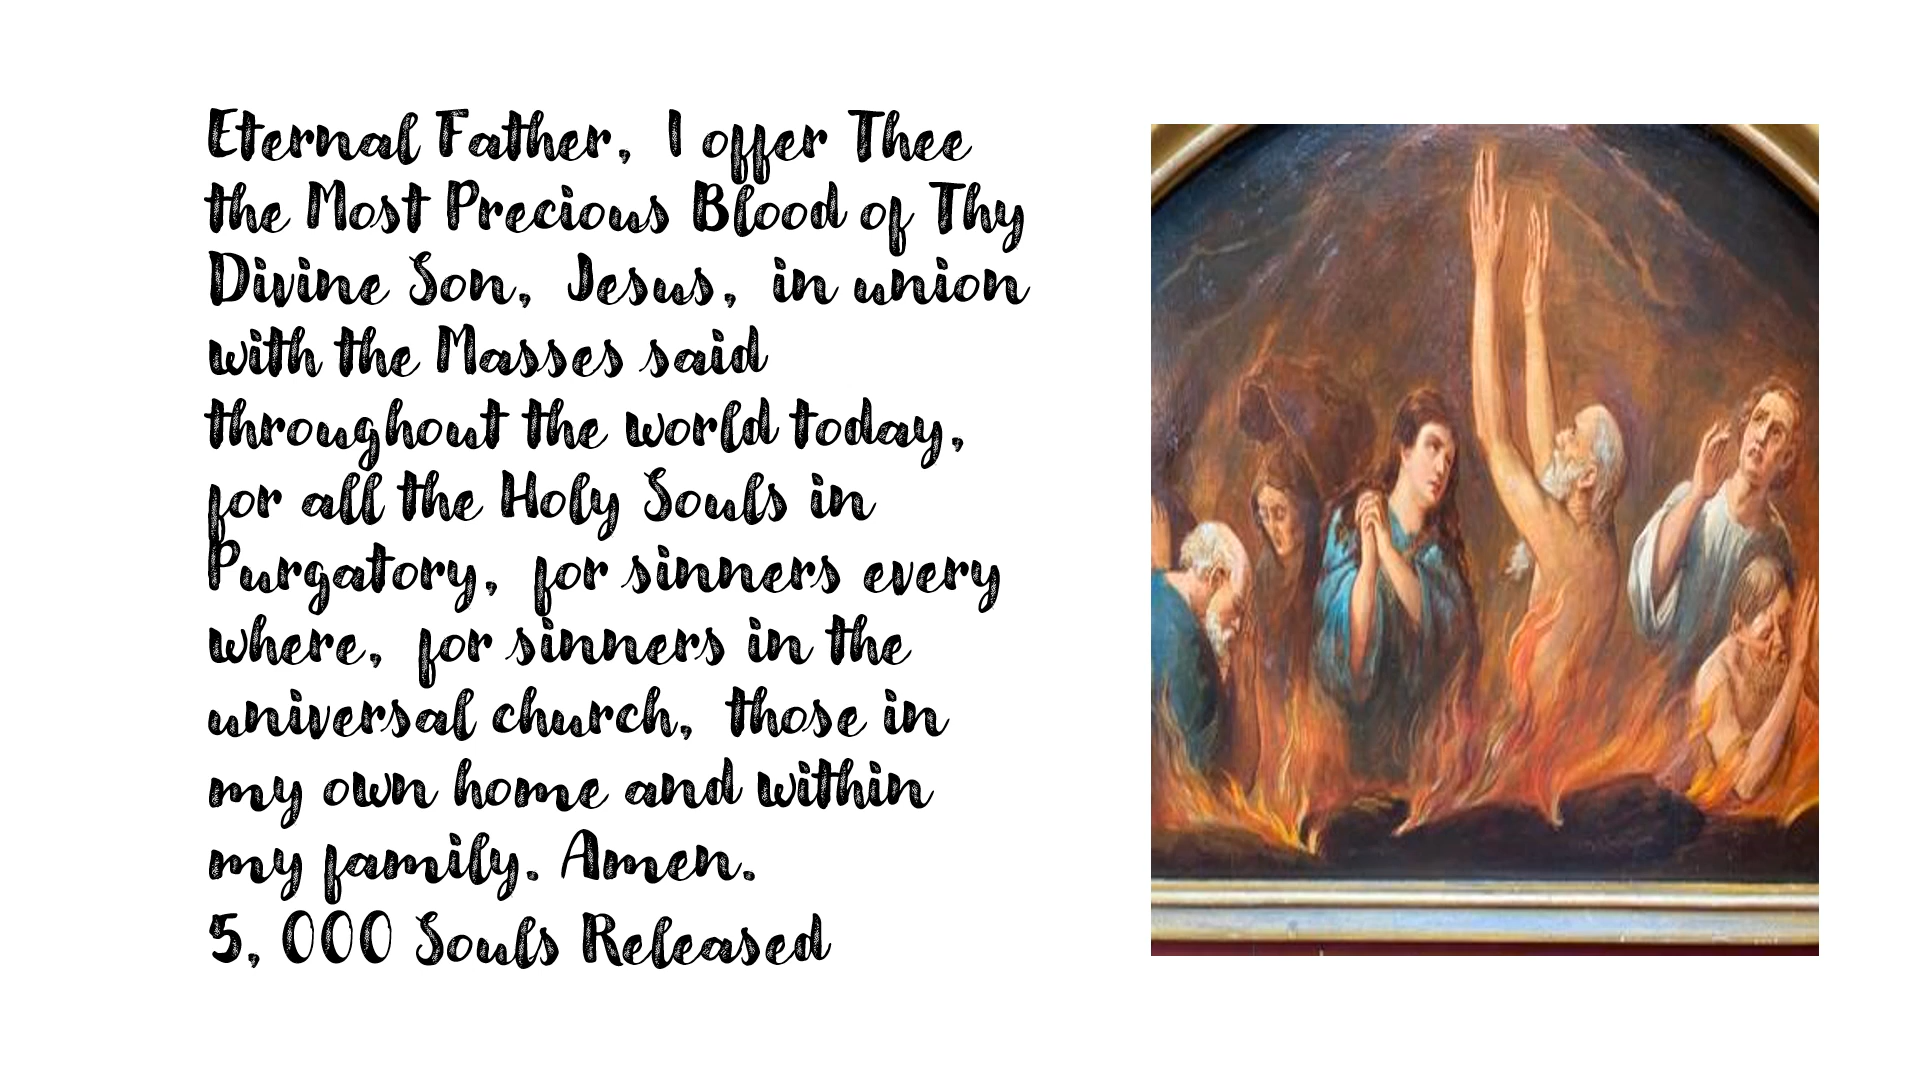 Eternal Father, I offer Thee
the Most Precious Blood of Thy
Divine Son, Jesus, in union
with the Masses said
throughout the world today,
for all the Holy Souls in
Purgatory, for sinners every
where, for sinners in the
universal church, those in
my own home and within
my family. Amen.
5, 000 Souls Released